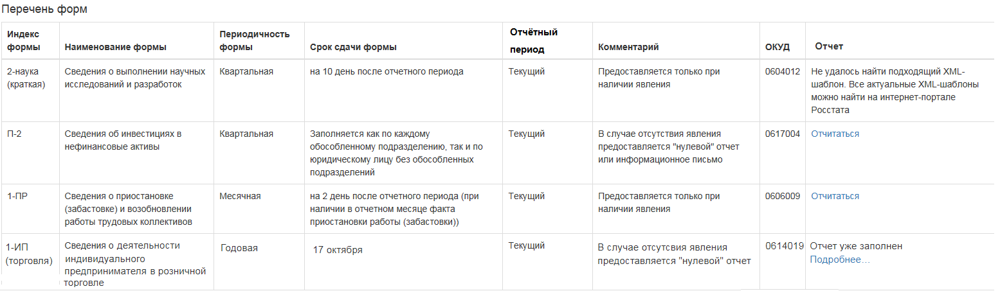 Перечень форм
Индекс
формы
Наименование формы
Периодичность
формы
Срок сдачи формы
Отчётный
период
Комментарий
ОКУД
Отчет
2-наука
(краткая)
Сведения о выполнении научных
исследований и разработок
Квартальная
на 10 день после отчетного периода
Текущий
Предоставляется только при
наличии явления
0604012
Не удалось найти подходящий XML-
шаблон. Все актуальные XML-шаблоны
можно найти на интернет-портале
Росстата
П-2
Сведения об инвестициях в
нефинансовые активы
Квартальная
Заполняется как по каждому
обособленному подразделению, так и по
юридическому лицу без обособленных
подразделений
Текущий
В случае отсутствия явления
предоставляется "нулевой" отчет
или информационное письмо
0617004
Отчитаться
1-ПР
Сведения о приостановке
(забастовке) и возобновлении
работы трудовых коллективов
Месячная
на 2 день после отчетного периода (при
наличии в отчетном месяце факта
приостановки работы (забастовки))
Текущий
Предоставляется только при
наличии явления
0606009
Отчитаться
1-ИП
(торговля)
Сведения о деятельности
индивидуального
предпринимателя в розничной
торговле
Годовая
17 октября
Текущий
В случае отсутсвия явления
предоставляется "нулевой" отчет
0614019
Отчет уже заполнен
Подробнее...